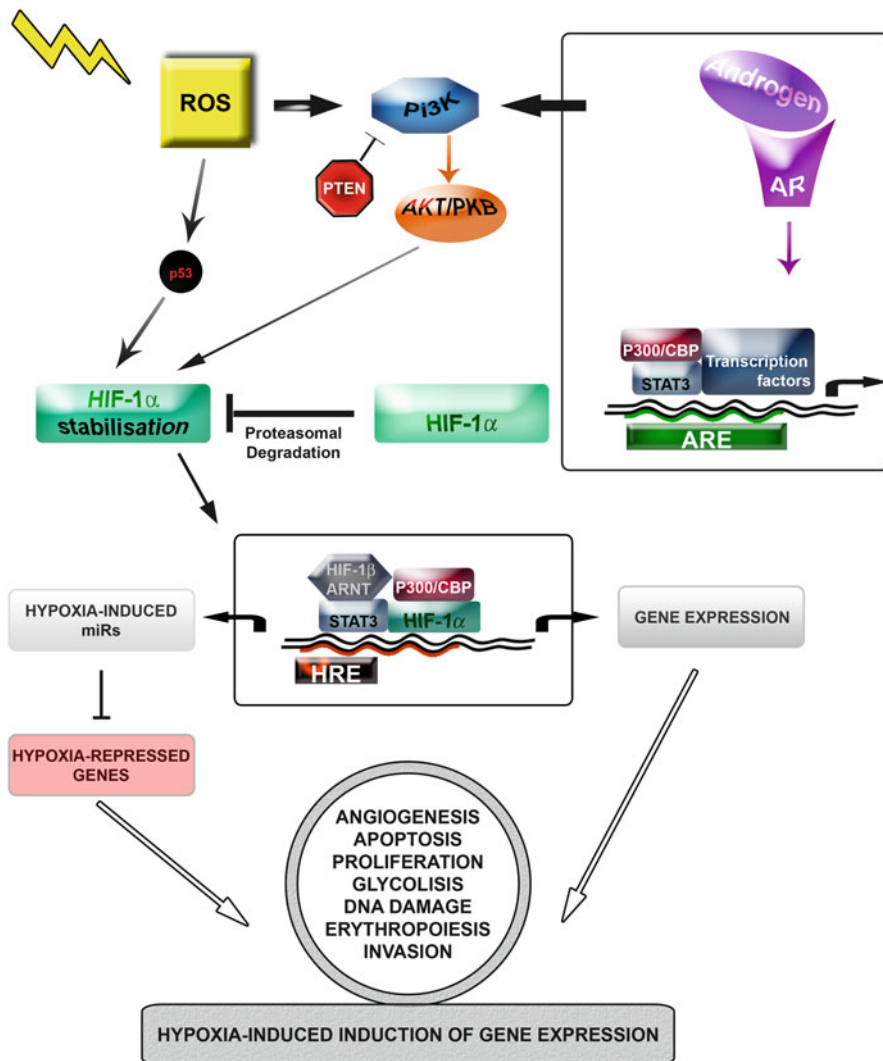 ROS
Pi3K
PTEN
AKT/PKB
p53
Androgen
AR
P300/CBP
STAT3
Transcription
factors
ARE
HIF-1α
stabilisation
Proteasomal
Degradation
HIF-1α
HYPOXIA-INDUCED
miRs
HIF-1β
ARNT
P300/CBP
STAT3
HIF-1α
HRE
GENE EXPRESSION
HYPOXIA-REPRESSED
GENES
ANGIOGENESIS
APOPTOSIS
PROLIFERATION
GLYCOLISIS
DNA DAMAGE
ERYTHROPOIESIS
INVASION
HYPOXIA-INDUCED INDUCTION OF GENE EXPRESSION